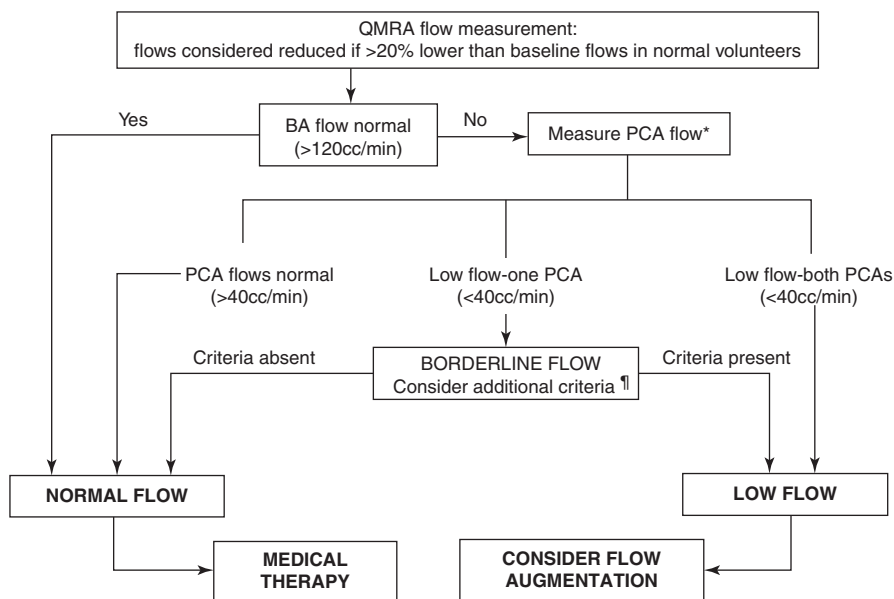 QMRA flow measurement:
flows considered reduced if >20% lower than baseline flows in normal volunteers
Yes
BA flow normal
(>120cc/min)
No
Measure PCA flow*
PCA flows normal
(>40cc/min)
Low flow-one PCA
(<40cc/min)
Low flow-both PCAs
(<40cc/min)
Criteria absent
BORDERLINE FLOW
Consider additional criteria ¶
Criteria present
NORMAL FLOW
LOW FLOW
MEDICAL
THERAPY
CONSIDER FLOW
AUGMENTATION